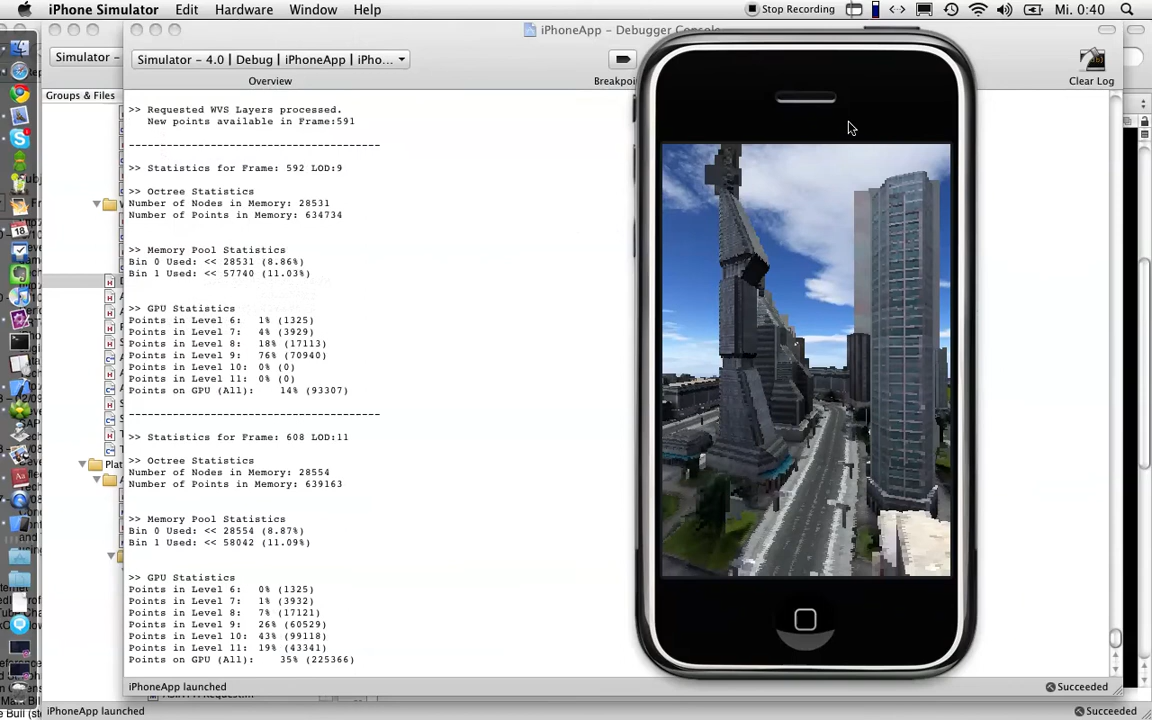 iPhone Simulator Edit Hardware Window Help
Stop Recording
Mi. 0:40
iPhoneApp - Debugger Console
Simulator -
Simulator - 4.0 | Debug | iPhoneApp | iPho...
Overview
Breakpoi
Clear Log
Groups & Files
>> Requested WVS Layers processed.
New points available in Frame:591
----------------------------------------
>> Statistics for Frame: 592 LOD:9
>> Octree Statistics
Number of Nodes in Memory: 28531
Number of Points in Memory: 634734
>> Memory Pool Statistics
Bin 0 Used: << 28531 (8.86%)
Bin 1 Used: << 57740 (11.03%)
>> GPU Statistics
Points in Level 6: 1% (1325)
Points in Level 7: 4% (3929)
Points in Level 8: 18% (17113)
Points in Level 9: 76% (70940)
Points in Level 10: 0% (0)
Points in Level 11: 0% (0)
Points on GPU (All): 14% (93307)
----------------------------------------
>> Statistics for Frame: 608 LOD:11
>> Octree Statistics
Number of Nodes in Memory: 28554
Number of Points in Memory: 639163
>> Memory Pool Statistics
Bin 0 Used: << 28554 (8.87%)
Bin 1 Used: << 58042 (11.09%)
>> GPU Statistics
Points in Level 6: 0% (1325)
Points in Level 7: 1% (3932)
Points in Level 8: 7% (17121)
Points in Level 9: 26% (60529)
Points in Level 10: 43% (99118)
Points in Level 11: 19% (43341)
Points on GPU (All): 35% (225366)
Plat
iPhoneApp launched
Succeeded
iPhoneApp launched
Succeeded